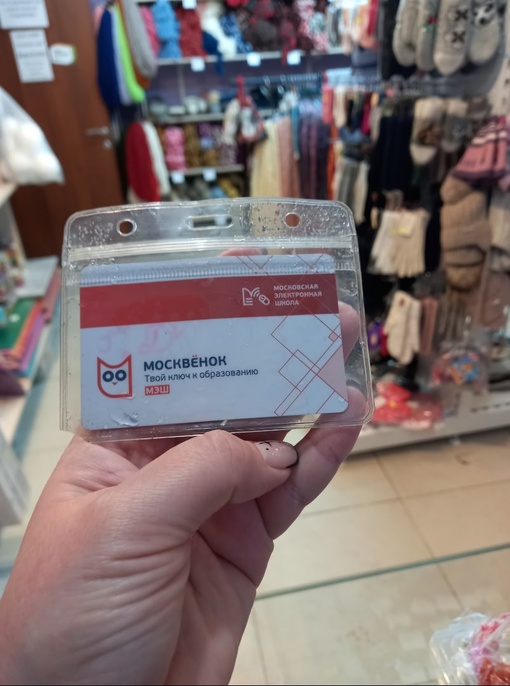 МОСКОВСКАЯ
ЭЛЕКТРОННАЯ
ШКОЛА
МОСКВЁНОК
Твой ключ к образованию
МЭШ